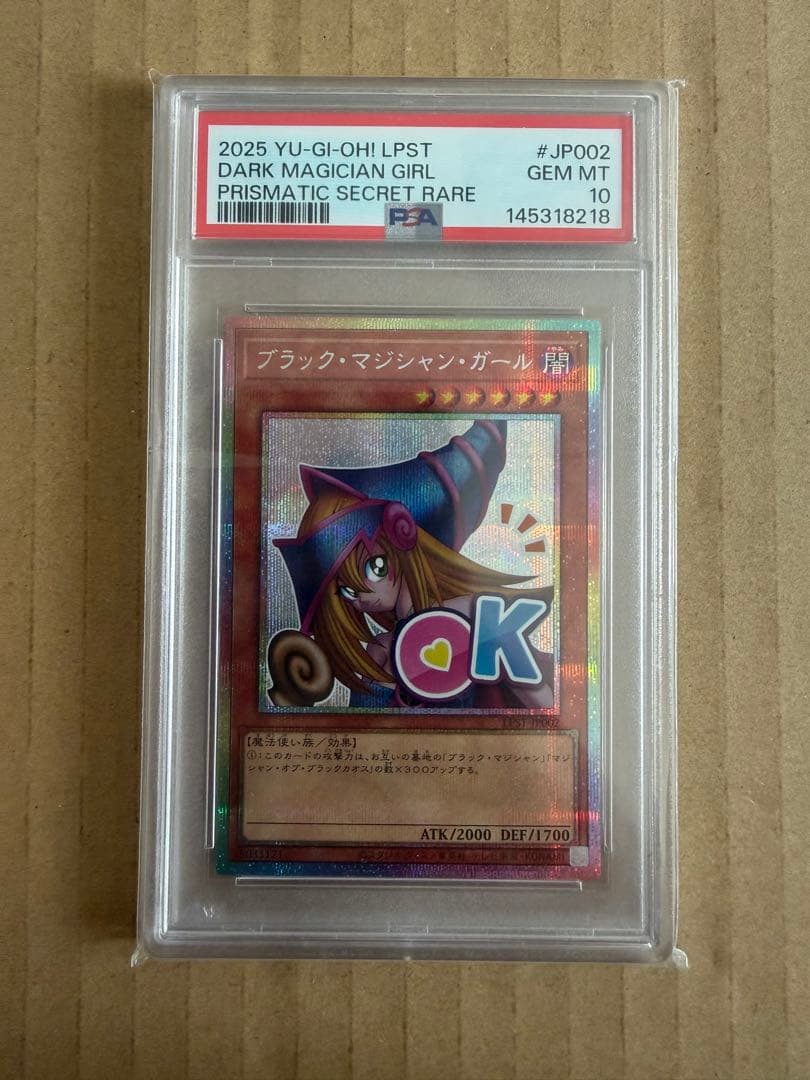 2025 YU-GI-OH! LPST #JP002
DARK MAGICIAN GIRL GEM MT
PRISMATIC SECRET RARE 10
PSA 145318218
ブラック・マジシャン・ガール 闇
OK
LPST-JP002
【魔法使い族/効果】
①:このカードの攻撃力は、お互いの墓地の「ブラック・マジシャン」「マジ
シャン・オブ・ブラックカオス」の数×300アップする。
ATK/2000 DEF/1700